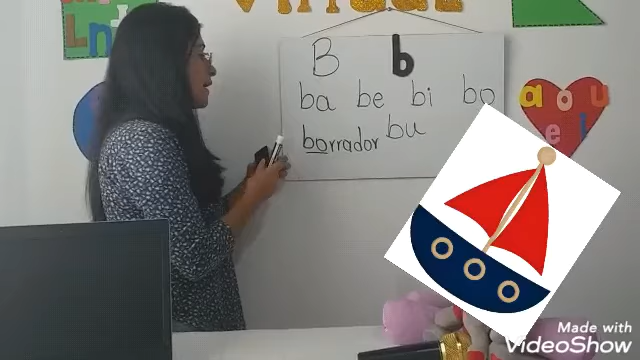 B b
ba be bi bo
borrador bu
a o u
e i
Made with
VideoShow